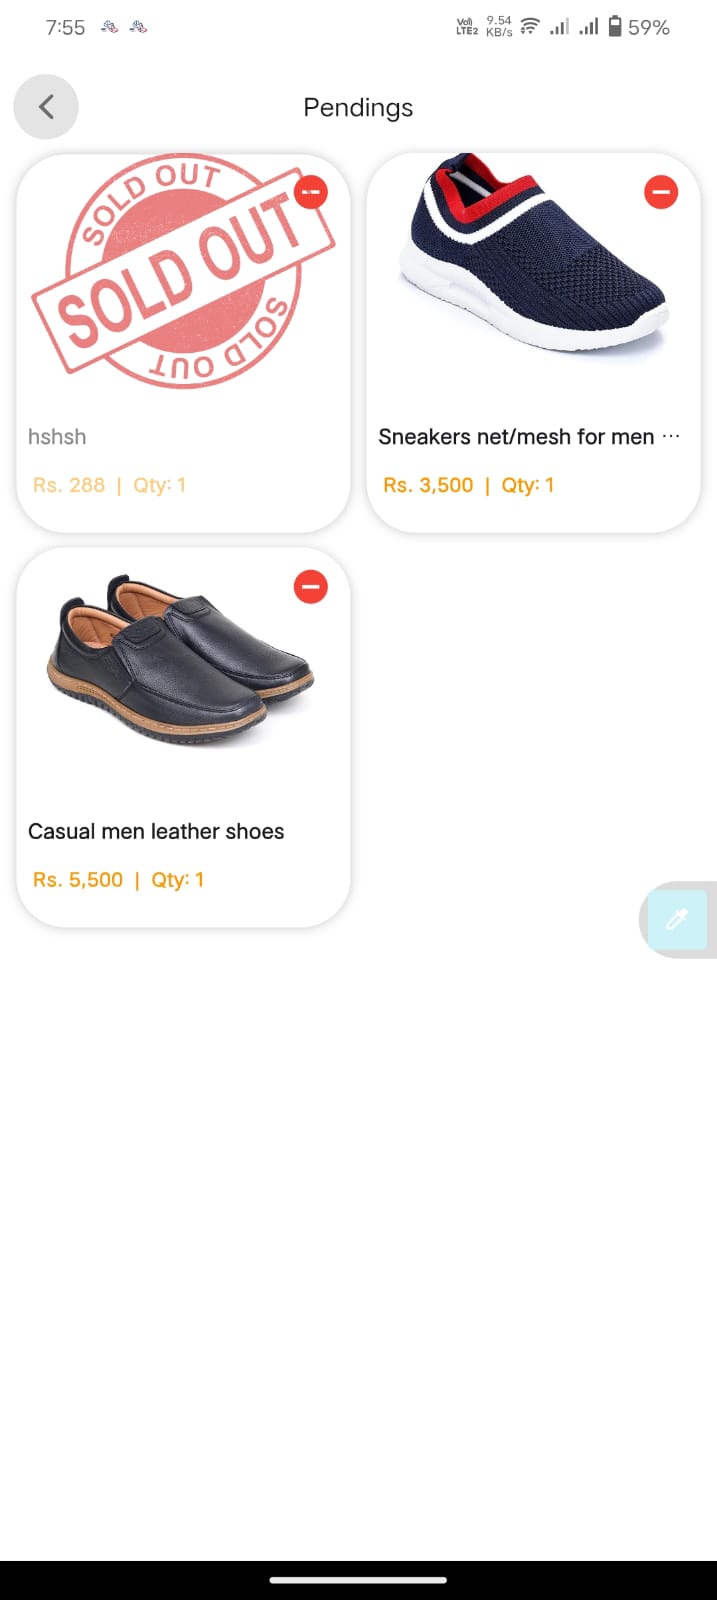 7:55
Vo)) LTE2 9.54 KB/s 59%
Pendings
SOLD OUT
SOLD OUT
SOLD OUT
hshsh
Rs. 288 | Qty: 1
Sneakers net/mesh for men ···
Rs. 3,500 | Qty: 1
Casual men leather shoes
Rs. 5,500 | Qty: 1